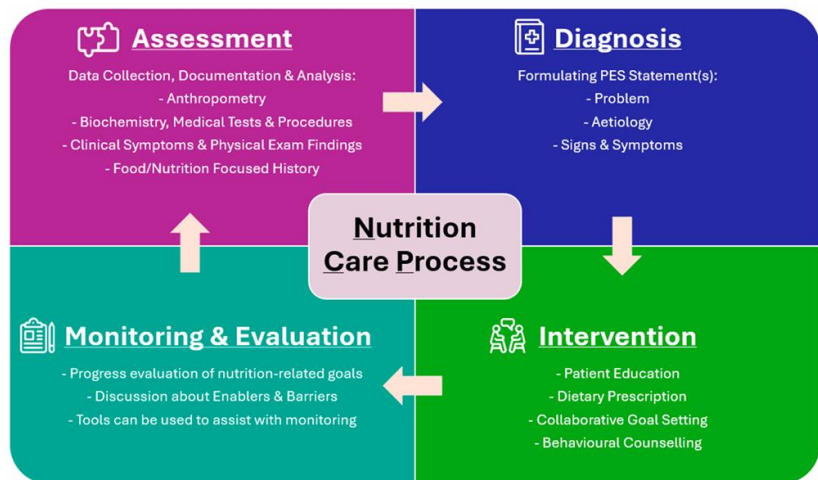 Assessment
Data Collection, Documentation & Analysis:
- Anthropometry
- Biochemistry, Medical Tests & Procedures
- Clinical Symptoms & Physical Exam Findings
- Food/Nutrition Focused History
Diagnosis
Formulating PES Statement(s):
- Problem
- Aetiology
- Signs & Symptoms
Nutrition
Care Process
Monitoring & Evaluation
- Progress evaluation of nutrition-related goals
- Discussion about Enablers & Barriers
- Tools can be used to assist with monitoring
Intervention
- Patient Education
- Dietary Prescription
- Collaborative Goal Setting
- Behavioural Counselling